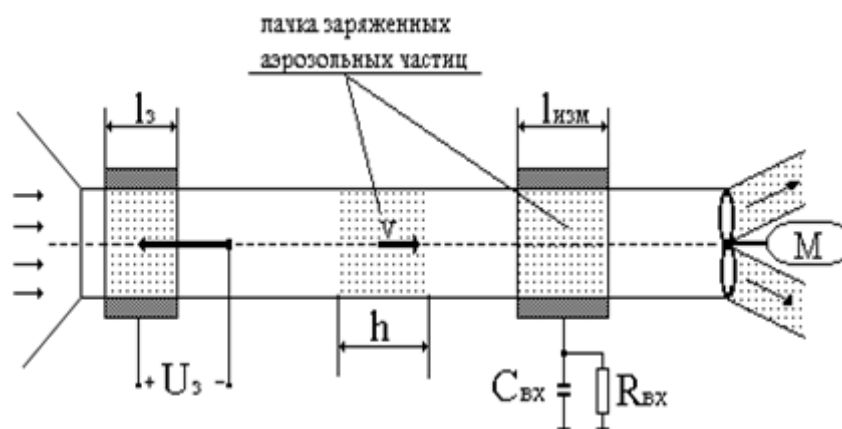 пачка заряженных
аэрозольных частиц
lз
lизм
v
M
h
+ Uз -
Cвх
Rвх